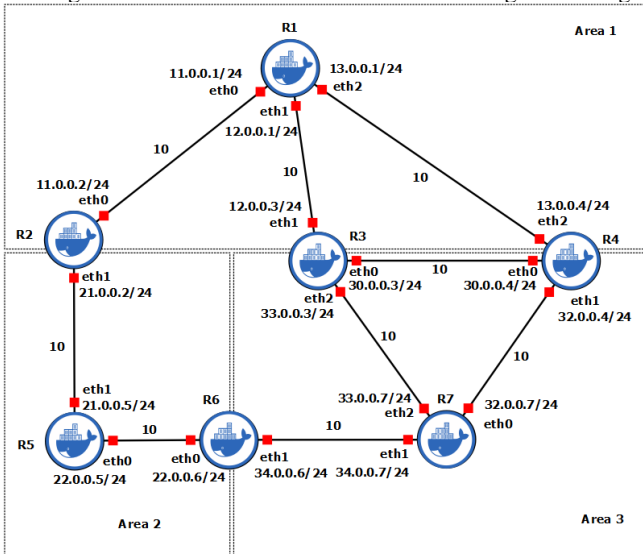 R1
Area 1
11.0.0.1/24
13.0.0.1/24
eth0
eth2
eth1
12.0.0.1/24
10
10
10
11.0.0.2/24
eth0
12.0.0.3/24
eth1
13.0.0.4/24
eth2
R2
R3
R4
eth1
21.0.0.2/24
eth0
10
eth0
30.0.0.3/24
30.0.0.4/24
eth2
33.0.0.3/24
eth1
32.0.0.4/24
10
10
10
eth1
21.0.0.5/24
33.0.0.7/24
eth2
R7
32.0.0.7/24
eth0
R6
R5
10
10
eth0
22.0.0.5/24
eth0
22.0.0.6/24
eth1
34.0.0.6/24
eth1
34.0.0.7/24
Area 2
Area 3